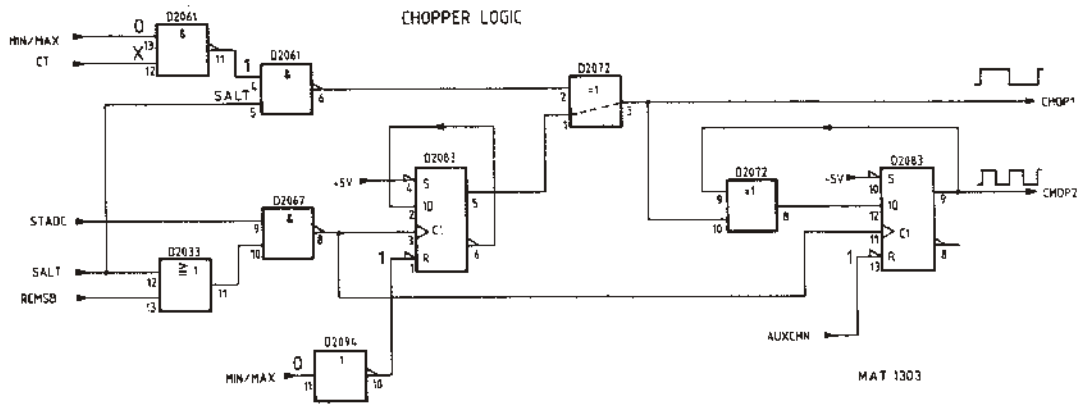 CHOPPER LOGIC
MIN/MAX
O
13
CT
X
12
D2061
&
11
1
4
SALT
5
D2061
&
6
D2072
=1
2
1
3
CHOP1
+5V
D2083
4
S
2
1D
3
C1
1
1
R
5
6
STADC
9
10
D2067
&
8
SALT
12
RCMSB
13
D2033
≥ 1
11
D2072
9
=1
10
8
+5V
D2083
10
S
12
1D
11
C1
1
13
R
9
8
CHOP2
AUXCHN
MIN/MAX
O
11
D2094
1
10
MAT 1303